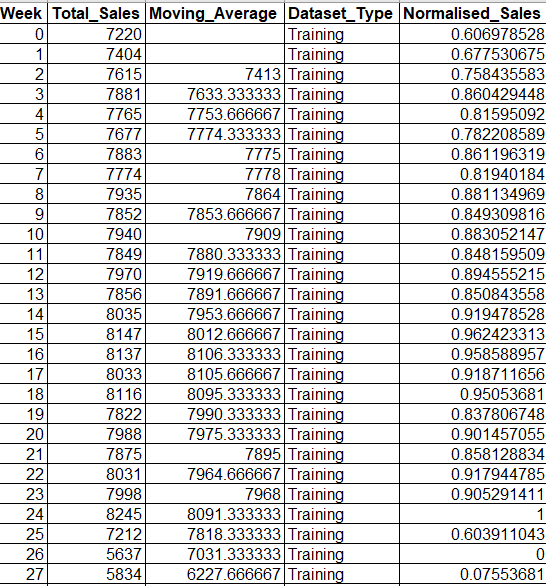 Week Total_Sales Moving_Average Dataset_Type Normalised_Sales
0 7220 Training 0.606978528
1 7404 Training 0.677530675
2 7615 7413 Training 0.758435583
3 7881 7633.333333 Training 0.860429448
4 7765 7753.666667 Training 0.81595092
5 7677 7774.333333 Training 0.782208589
6 7883 7775 Training 0.861196319
7 7774 7778 Training 0.81940184
8 7935 7864 Training 0.881134969
9 7852 7853.666667 Training 0.849309816
10 7940 7909 Training 0.883052147
11 7849 7880.333333 Training 0.848159509
12 7970 7919.666667 Training 0.894555215
13 7856 7891.666667 Training 0.850843558
14 8035 7953.666667 Training 0.919478528
15 8147 8012.666667 Training 0.962423313
16 8137 8106.333333 Training 0.958588957
17 8033 8105.666667 Training 0.918711656
18 8116 8095.333333 Training 0.95053681
19 7822 7990.333333 Training 0.837806748
20 7988 7975.333333 Training 0.901457055
21 7875 7895 Training 0.858128834
22 8031 7964.666667 Training 0.917944785
23 7998 7968 Training 0.905291411
24 8245 8091.333333 Training 1
25 7212 7818.333333 Training 0.603911043
26 5637 7031.333333 Training 0
27 5834 6227.666667 Training 0.07553681